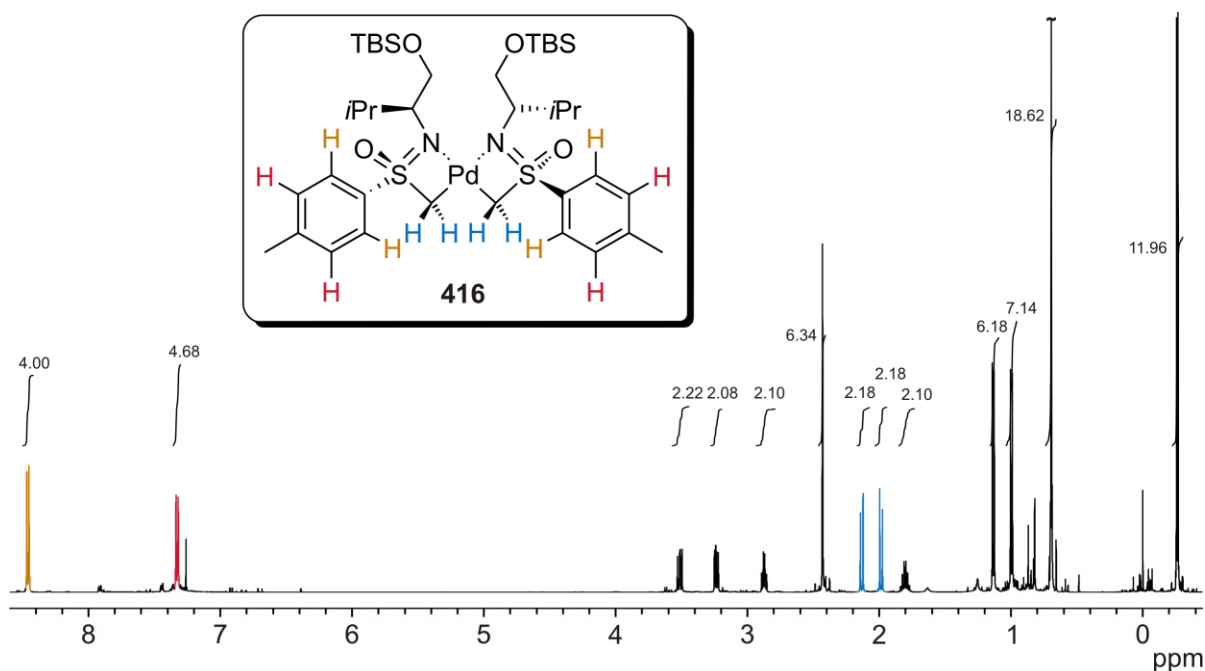 TBSO OTBS
iPr N N iPr
O S Pd S O
H H H H
H H H H
H H H H
416
4.00
4.68
2.22
2.08
2.10
6.34
2.18
2.18
2.10
6.18
7.14
18.62
11.96
8 7 6 5 4 3 2 1 0
ppm